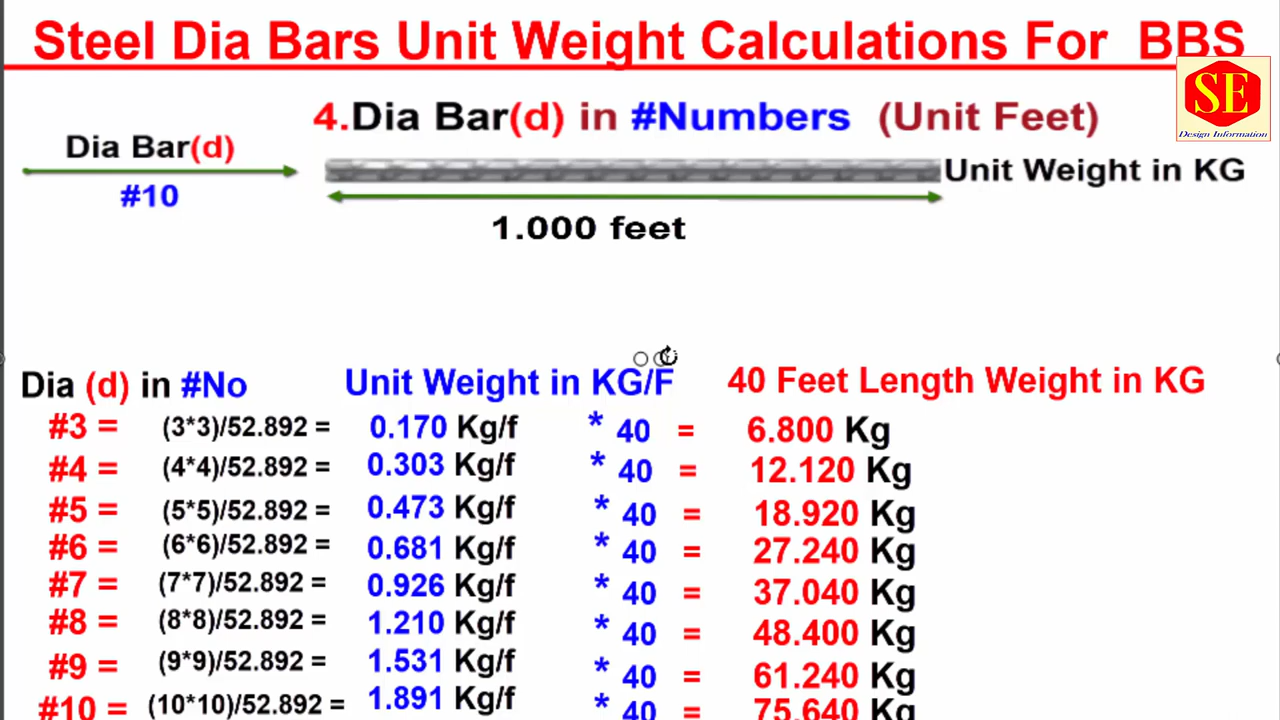 Steel Dia Bars Unit Weight Calculations For BBS
SE
Design Information
4.Dia Bar(d) in #Numbers (Unit Feet)
Dia Bar(d)
#10
Unit Weight in KG
1.000 feet
Dia (d) in #No Unit Weight in KG/F 40 Feet Length Weight in KG
#3 = (3*3)/52.892 = 0.170 Kg/f * 40 = 6.800 Kg
#4 = (4*4)/52.892 = 0.303 Kg/f * 40 = 12.120 Kg
#5 = (5*5)/52.892 = 0.473 Kg/f * 40 = 18.920 Kg
#6 = (6*6)/52.892 = 0.681 Kg/f * 40 = 27.240 Kg
#7 = (7*7)/52.892 = 0.926 Kg/f * 40 = 37.040 Kg
#8 = (8*8)/52.892 = 1.210 Kg/f * 40 = 48.400 Kg
#9 = (9*9)/52.892 = 1.531 Kg/f * 40 = 61.240 Kg
#10 = (10*10)/52.892 = 1.891 Kg/f * 40 = 75.640 Kg